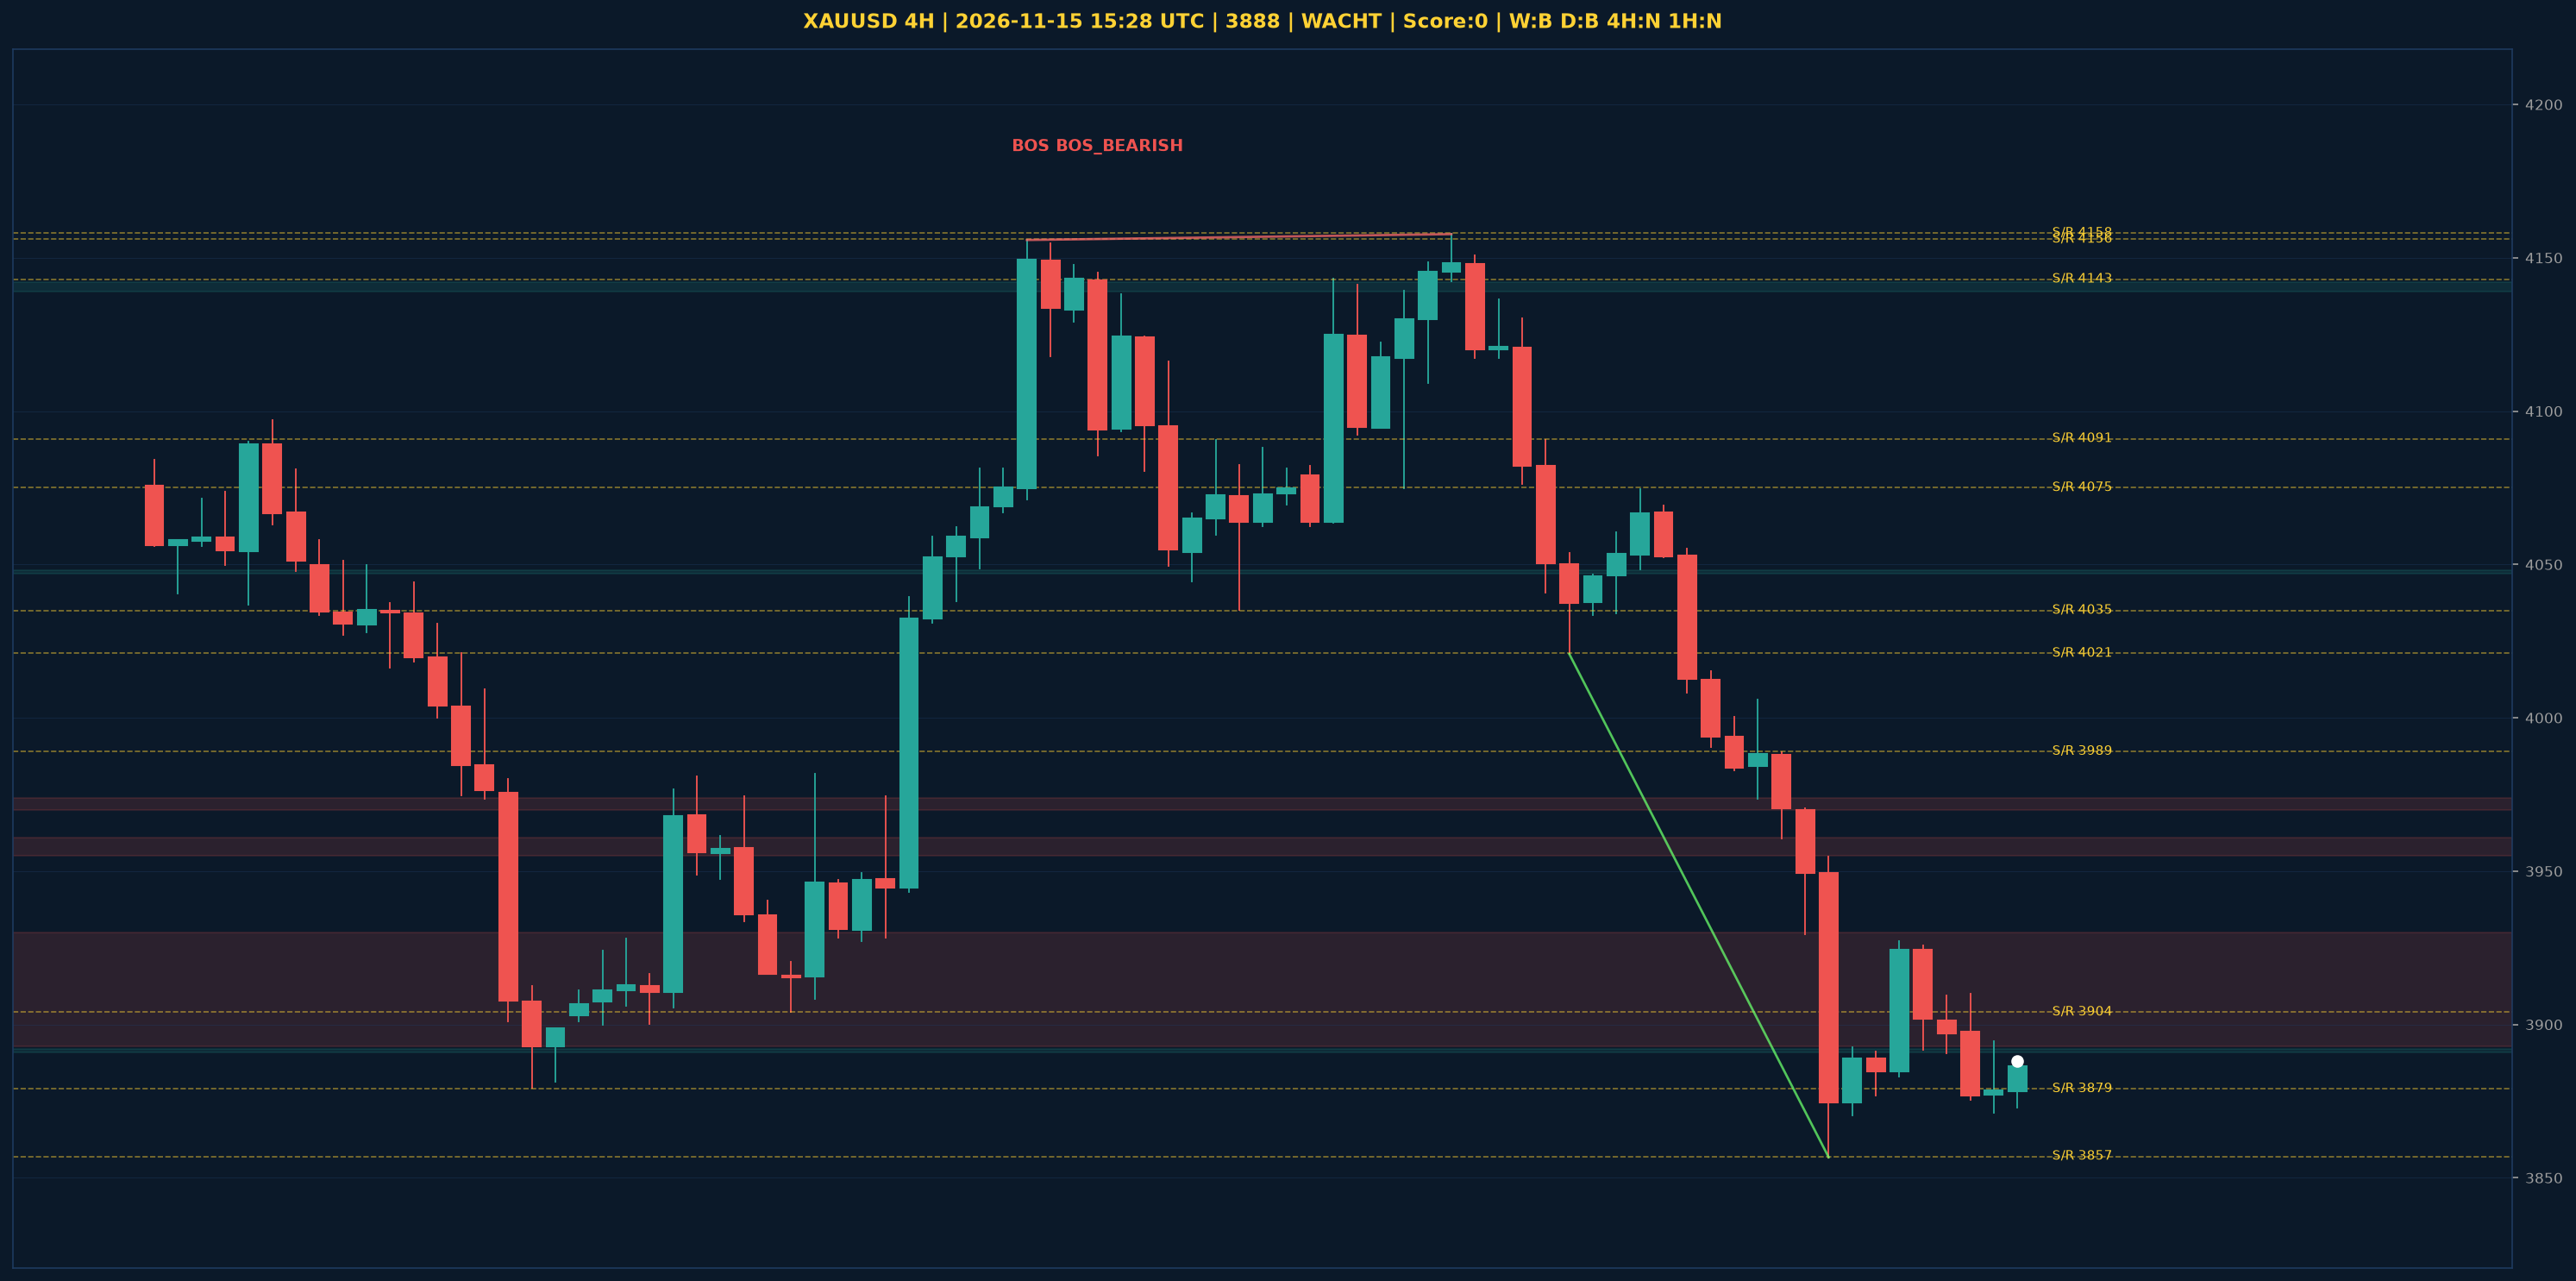 XAUUSD 4H | 2026-11-15 15:28 UTC | 3888 | WACHT | Score:0 | W:B D:B 4H:N 1H:N
4200
BOS BOS_BEARISH
S/R 4158
S/R 4156
4150
S/R 4143
4100
S/R 4091
S/R 4075
4050
S/R 4035
S/R 4021
4000
S/R 3989
3950
S/R 3904
3900
S/R 3879
S/R 3857
3850